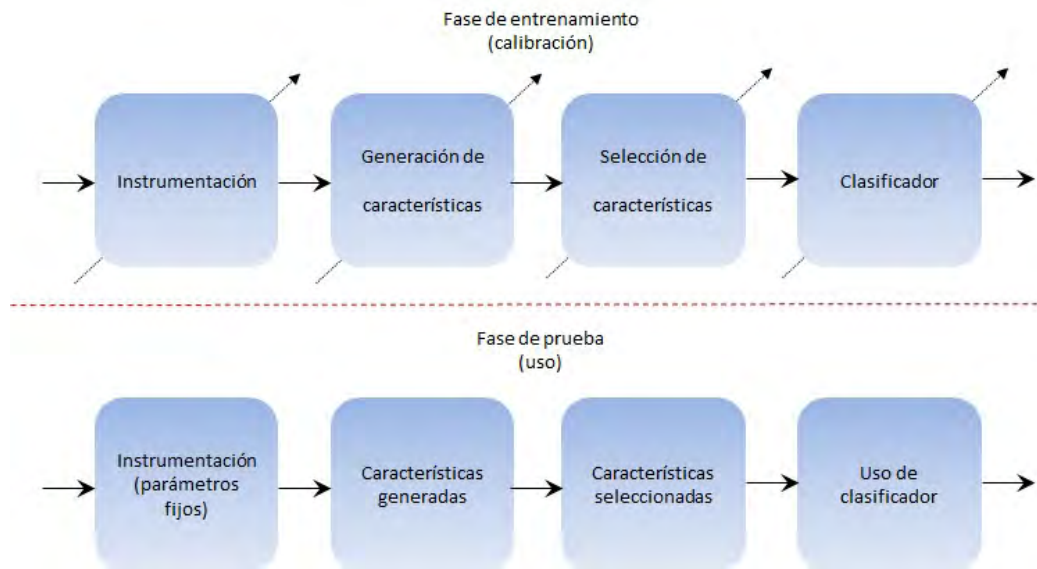 Fase de entrenamiento
(calibración)
Instrumentación
Generación de
características
Selección de
características
Clasificador
Fase de prueba
(uso)
Instrumentación
(parámetros
fijos)
Características
generadas
Características
seleccionadas
Uso de
clasificador